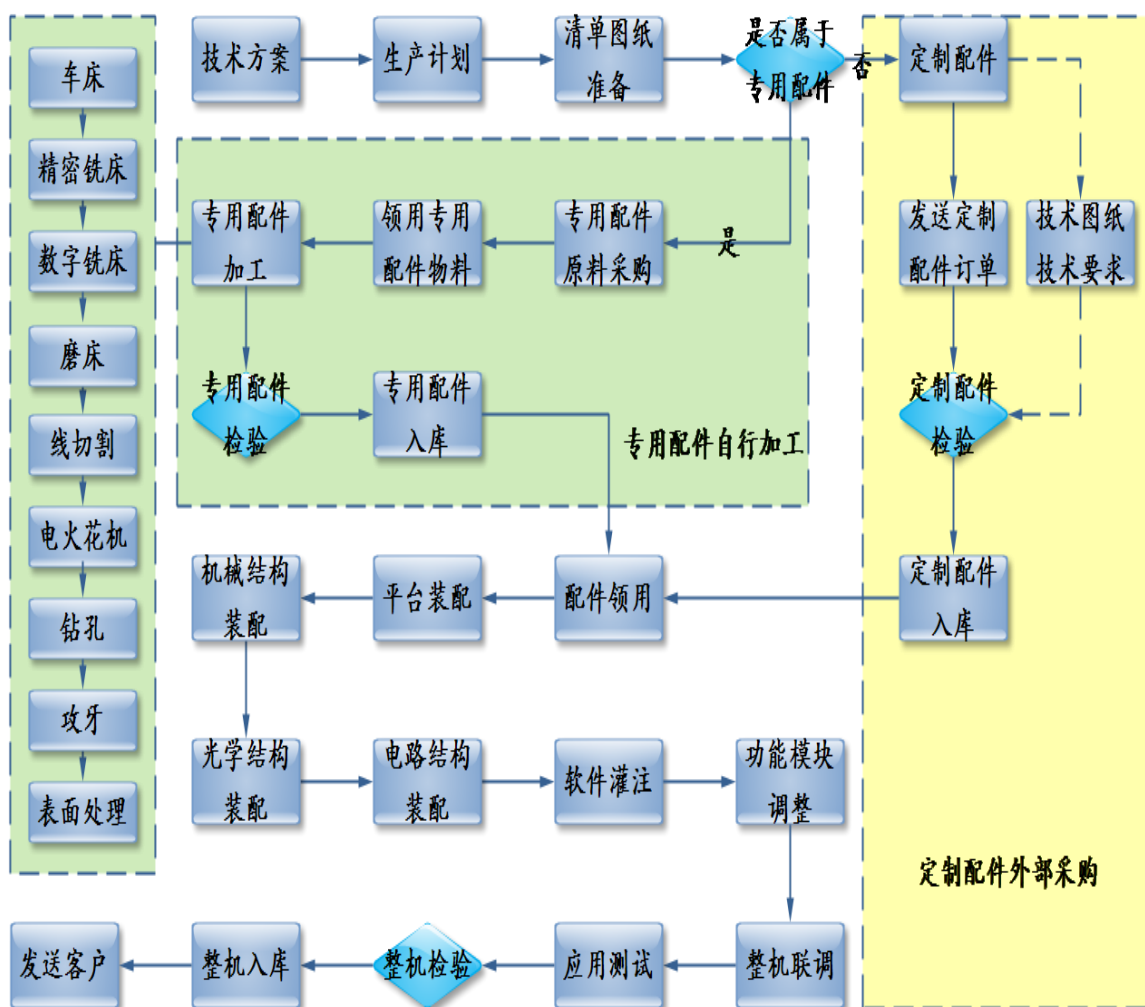 车床
精密铣床
数字铣床
磨床
线切割
电火花机
钻孔
攻牙
表面处理
技术方案
生产计划
清单图纸
准备
是否属于
专用配件
否
定制配件
是
专用配件
原料采购
领用专用
配件物料
专用配件
加工
专用配件
检验
专用配件
入库
专用配件自行加工
发送定制
配件订单
技术图纸
技术要求
定制配件
检验
定制配件
入库
定制配件外部采购
配件领用
平台装配
机械结构
装配
光学结构
装配
电路结构
装配
软件灌注
功能模块
调整
整机联调
应用测试
整机检验
整机入库
发送客户